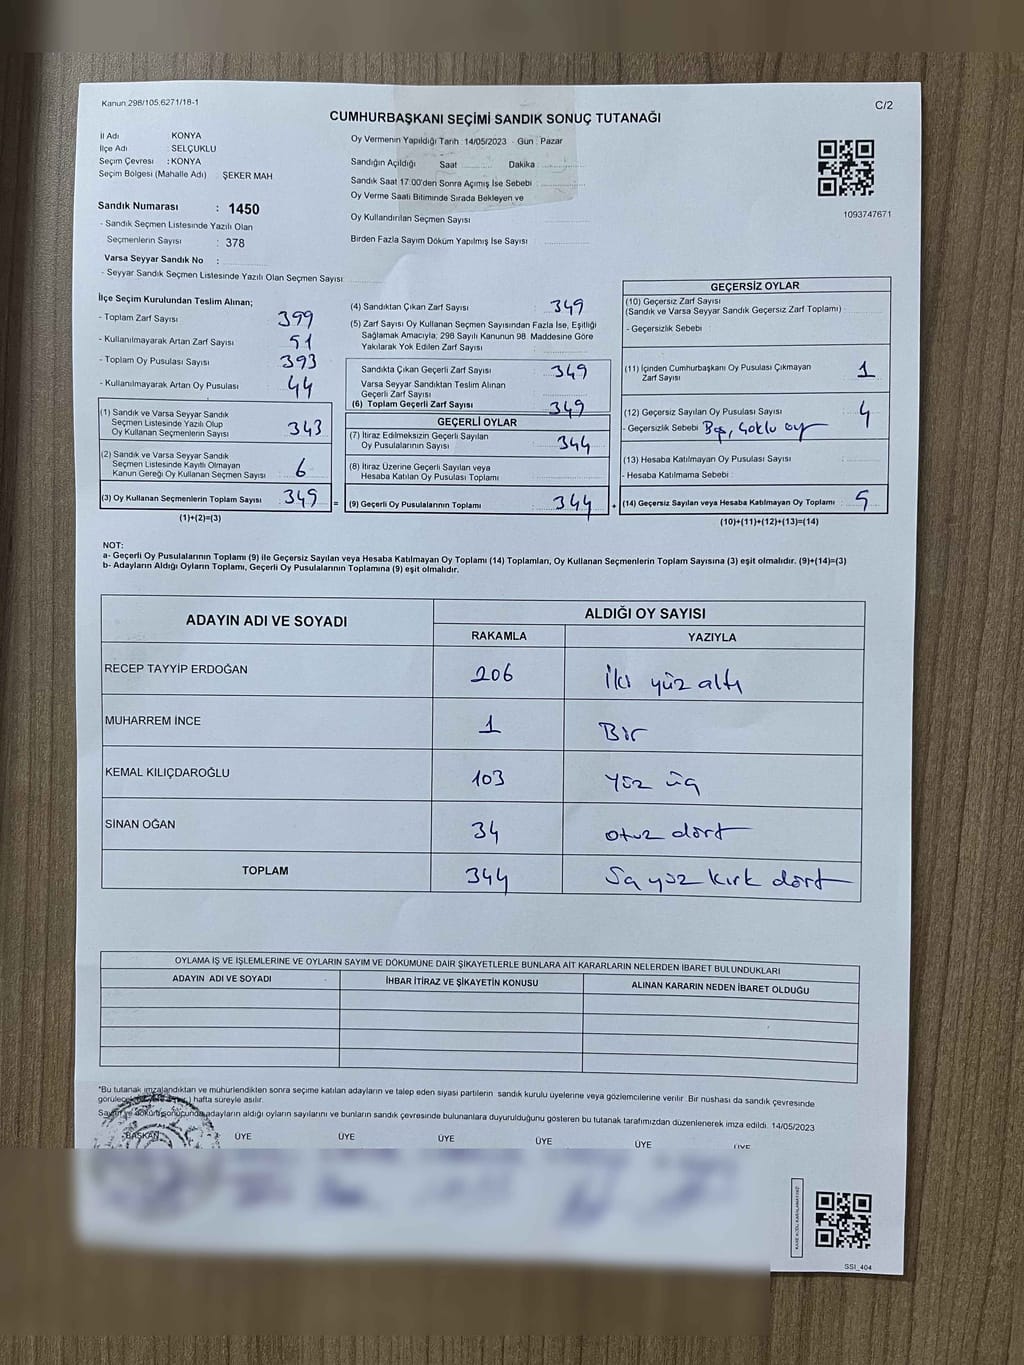 Kanun 298/105.6271/18-1
C/2
CUMHURBAŞKANI SEÇİMİ SANDIK SONUÇ TUTANAĞI
İl Adı KONYA
İlçe Adı : SELÇUKLU
Seçim Çevresi : KONYA
Seçim Bölgesi (Mahalle Adı) ŞEKER MAH
Sandık Numarası : 1450
- Sandık Seçmen Listesinde Yazılı Olan
Seçmenlerin Sayısı : 378
Varsa Seyyar Sandık No :
- Seyyar Sandık Seçmen Listesinde Yazılı Olan Seçmen Sayısı:
Oy Vermenin Yapıldığı Tarih : 14/05/2023 - Gün : Pazar
Sandığın Açıldığı Saat Dakika
Sandık Saat 17:00'den Sonra Açımış İse Sebebi
Oy Verme Saati Bitiminde Sırada Bekleyen ve
Oy Kullandırılan Seçmen Sayısı
Birden Fazla Sayım Döküm Yapılmış İse Sayısı
1093747671
İlçe Seçim Kurulundan Teslim Alınan;
- Toplam Zarf Sayısı 399
- Kullanılmayarak Artan Zarf Sayısı 51
- Toplam Oy Pusulası Sayısı 393
- Kullanılmayarak Artan Oy Pusulası 44
(1) Sandık ve Varsa Seyyar Sandık
Seçmen Listesinde Yazılı Olup
Oy Kullanan Seçmenlerin Sayısı 343
(2) Sandık ve Varsa Seyyar Sandık
Seçmen Listesinde Kayıtlı Olmayan
Kanun Gereği Oy Kullanan Seçmen Sayısı 6
(3) Oy Kullanan Seçmenlerin Toplam Sayısı 349 =
(1)+(2)=(3)
(4) Sandıktan Çıkan Zarf Sayısı 349
(5) Zarf Sayısı Oy Kullanan Seçmen Sayısından Fazla İse, Eşitliği
Sağlamak Amacıyla; 298 Sayılı Kanunun 98. Maddesine Göre
Yakılarak Yok Edilen Zarf Sayısı
Sandıkta Çıkan Geçerli Zarf Sayısı 349
Varsa Seyyar Sandıktan Teslim Alınan
Geçerli Zarf Sayısı
(6) Toplam Geçerli Zarf Sayısı 349
GEÇERLİ OYLAR
(7) İtiraz Edilmeksizin Geçerli Sayılan
Oy Pusulalarının Sayısı 344
(8) İtiraz Üzerine Geçerli Sayılan veya
Hesaba Katılan Oy Pusulası Toplamı
(9) Geçerli Oy Pusulalarının Toplamı 344 +
GEÇERSİZ OYLAR
(10) Geçersiz Zarf Sayısı
(Sandık ve Varsa Seyyar Sandık Geçersiz Zarf Toplamı)
- Geçersizlik Sebebi :
(11) İçinden Cumhurbaşkanı Oy Pusulası Çıkmayan
Zarf Sayısı 1
(12) Geçersiz Sayılan Oy Pusulası Sayısı 4
- Geçersizlik Sebebi : Boş, Çoklu oy
(13) Hesaba Katılmayan Oy Pusulası Sayısı
- Hesaba Katılmama Sebebi :
(14) Geçersiz Sayılan veya Hesaba Katılmayan Oy Toplamı 5
(10)+(11)+(12)+(13)=(14)
NOT:
a- Geçerli Oy Pusulalarının Toplamı (9) ile Geçersiz Sayılan veya Hesaba Katılmayan Oy Toplamı (14) Toplamları, Oy Kullanan Seçmenlerin Toplam Sayısına (3) eşit olmalıdır. (9)+(14)=(3)
b- Adayların Aldığı Oyların Toplamı, Geçerli Oy Pusulalarının Toplamına (9) eşit olmalıdır.
ADAYIN ADI VE SOYADI
ALDIĞI OY SAYISI
RAKAMLA YAZIYLA
RECEP TAYYİP ERDOĞAN 206 İki yüz altı
MUHARREM İNCE 1 Bir
KEMAL KILIÇDAROĞLU 103 Yüz üç
SİNAN OĞAN 34 otuz dört
TOPLAM 344 yüz kırk dört
OYLAMA İŞ VE İŞLEMLERİNE VE OYLARIN SAYIM VE DÖKÜMÜNE DAİR ŞİKAYETLERLE BUNLARA AİT KARARLARIN NELERDEN İBARET BULUNDUKLARI
ADAYIN ADI VE SOYADI İHBAR İTİRAZ VE ŞİKAYETİN KONUSU ALINAN KARARIN NEDEN İBARET OLDUĞU
*Bu tutanak imzalandıktan ve mühürlendikten sonra seçime katılan adayların ve talep eden siyasi partilerin sandık kurulu üyelerine veya gözlemcilerine verilir. Bir nüshası da sandık çevresinde
hafta süreyle asılır.
adayların aldığı oyların sayılarını ve bunların sandık çevresinde bulunanlara duyurulduğunu gösteren bu tutanak tarafımızdan düzenlenerek imza edildi. 14/05/2023
BAŞKAN ÜYE ÜYE ÜYE ÜYE ÜYE ÜYE
SSI_404